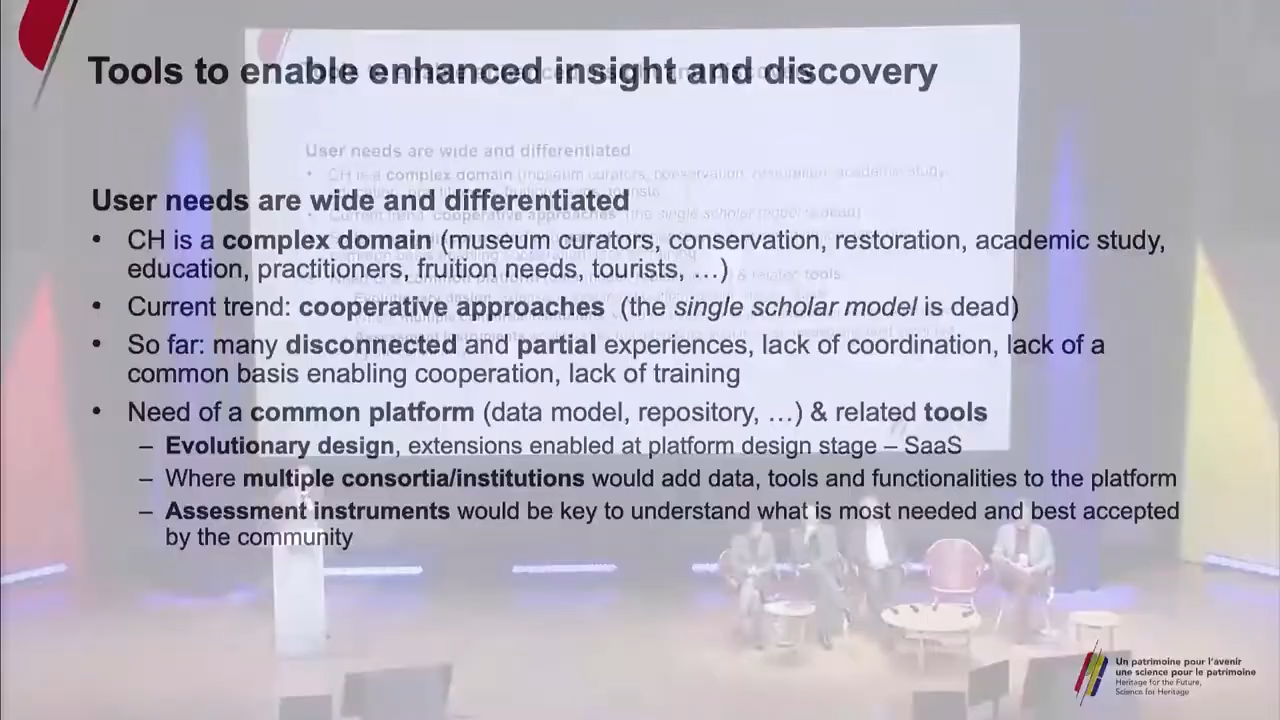 Tools to enable enhanced insight and discovery
User needs are wide and differentiated
• CH is a complex domain (museum curators, conservation, restoration, academic study,
education, practitioners, fruition needs, tourists, …)
• Current trend: cooperative approaches (the single scholar model is dead)
• So far: many disconnected and partial experiences, lack of coordination, lack of a
common basis enabling cooperation, lack of training
• Need of a common platform (data model, repository, …) & related tools
– Evolutionary design, extensions enabled at platform design stage – SaaS
– Where multiple consortia/institutions would add data, tools and functionalities to the platform
– Assessment instruments would be key to understand what is most needed and best accepted
by the community
Un patrimoine pour l'avenir
une science pour le patrimoine
Heritage for the Future,
Science for Heritage